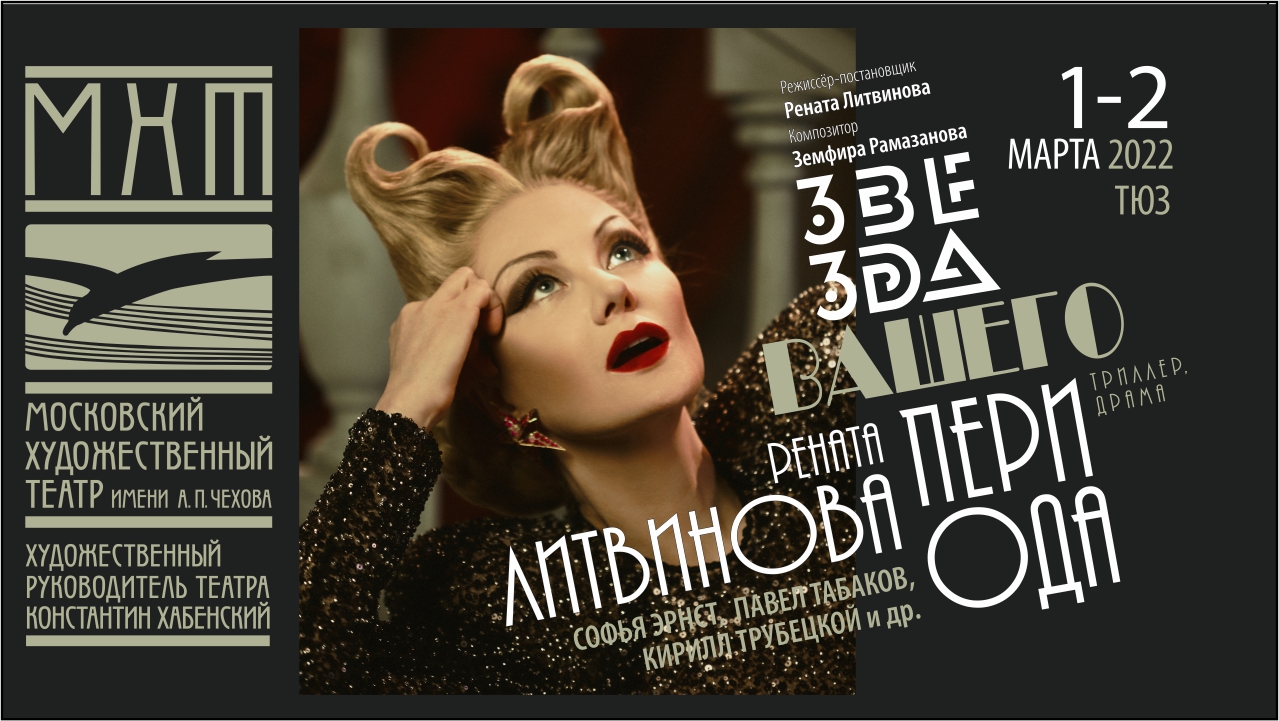 МХТ
МОСКОВСКИЙ
ХУДОЖЕСТВЕННЫЙ
ТЕАТР ИМЕНИ А. П. ЧЕХОВА
ХУДОЖЕСТВЕННЫЙ
РУКОВОДИТЕЛЬ ТЕАТРА
КОНСТАНТИН ХАБЕНСКИЙ
Режиссёр-постановщик
Рената Литвинова
Композитор
Земфира Рамазанова
1-2
МАРТА 2022
ТЮЗ
ЗВЕ
ЗДА
ВАШЕГО
ПЕРИ
ОДА
ТРИЛЛЕР,
ДРАМА
РЕНАТА
ЛИТВИНОВА
СОФЬЯ ЭРНСТ, ПАВЕЛ ТАБАКОВ,
КИРИЛЛ ТРУБЕЦКОЙ и др.